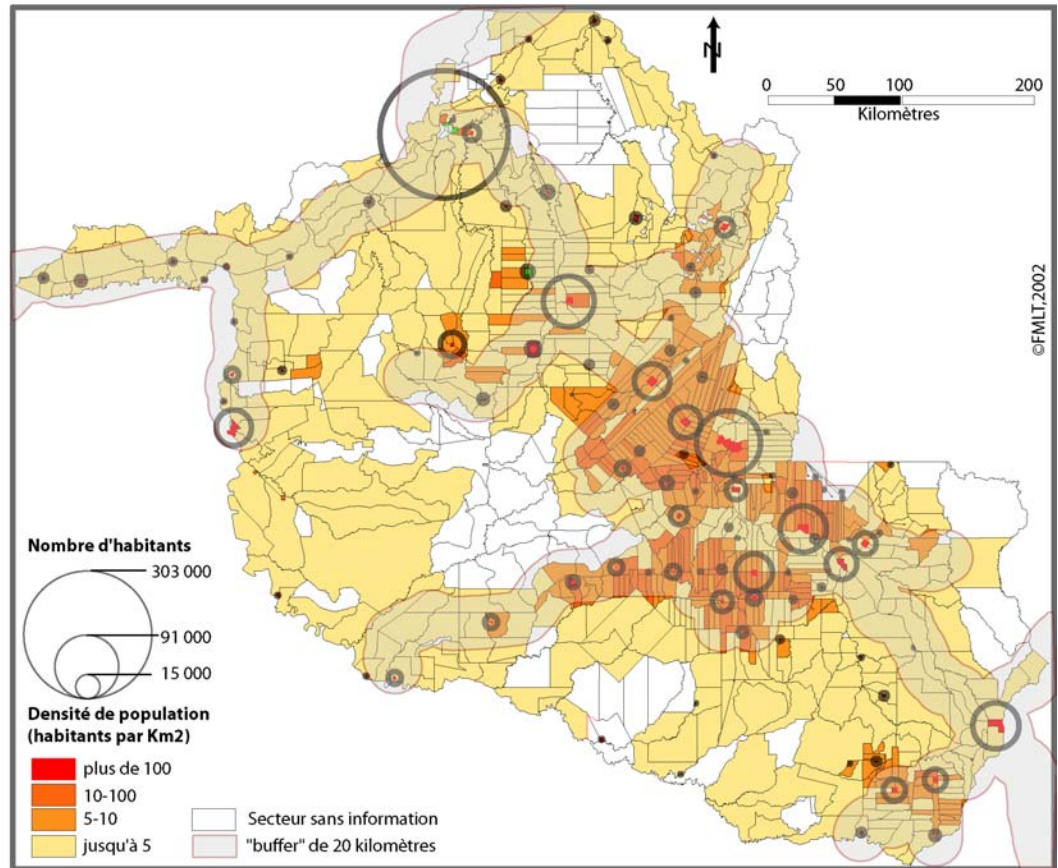 N
0 50 100 200
Kilomètres
©FMLT,2002
Nombre d'habitants
303 000
91 000
15 000
Densité de population
(habitants par Km2)
plus de 100
10-100
5-10
jusqu'à 5
Secteur sans information
"buffer" de 20 kilomètres